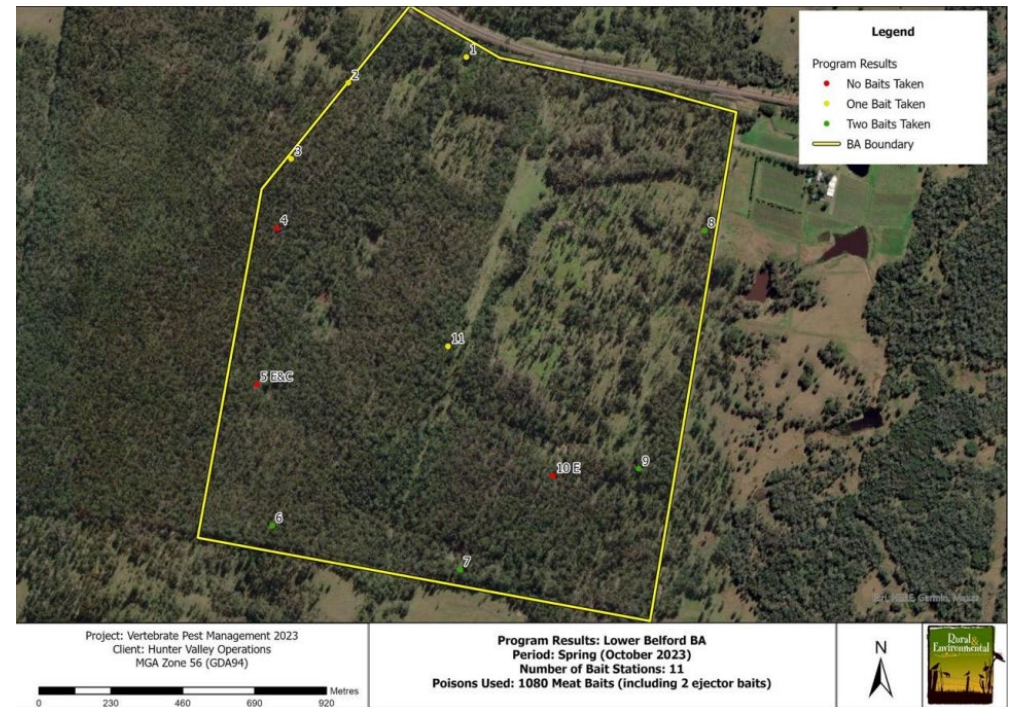 Legend
Program Results
No Baits Taken
One Bait Taken
Two Baits Taken
BA Boundary
1
2
3
4
8
11
5 E&C
10 E
9
6
7
Project: Vertebrate Pest Management 2023
Client: Hunter Valley Operations
MGA Zone 56 (GDA94)
Metres
0 230 460 690 920
Program Results: Lower Belford BA
Period: Spring (October 2023)
Number of Bait Stations: 11
Poisons Used: 1080 Meat Baits (including 2 ejector baits)
N
Rural &
Environmental